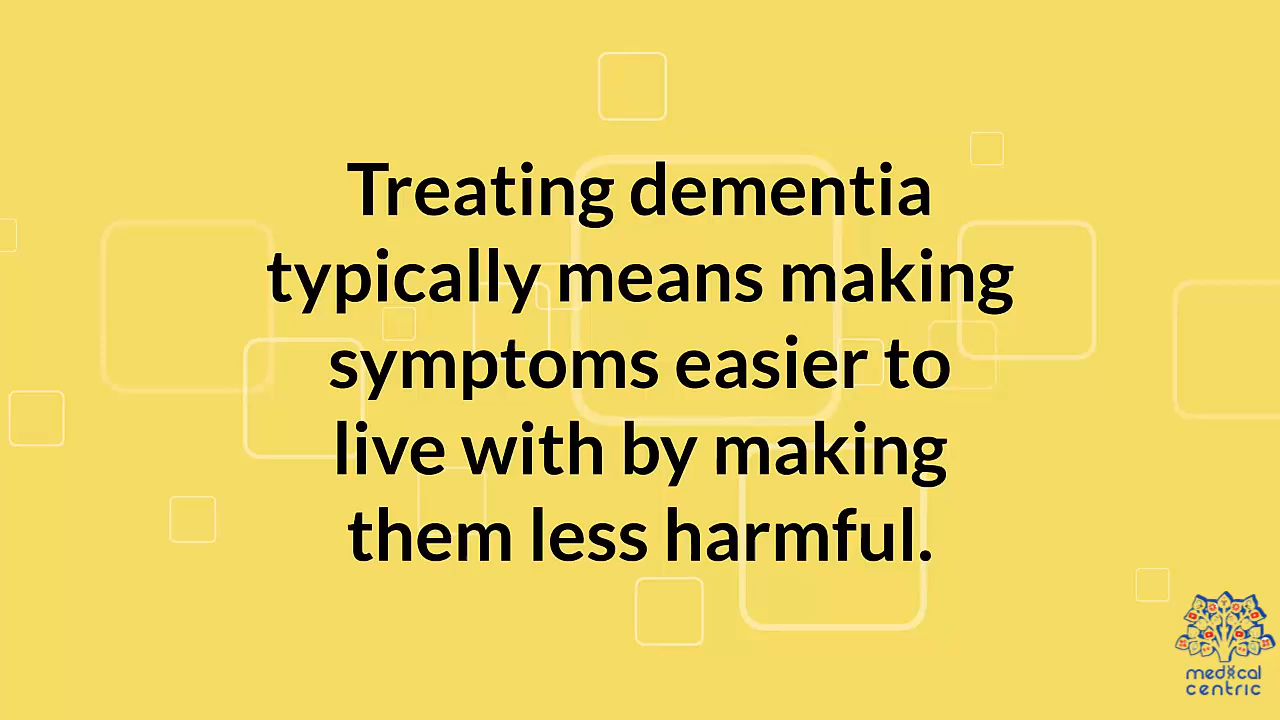 Treating dementia
typically means making
symptoms easier to
live with by making
them less harmful.
medical
centric